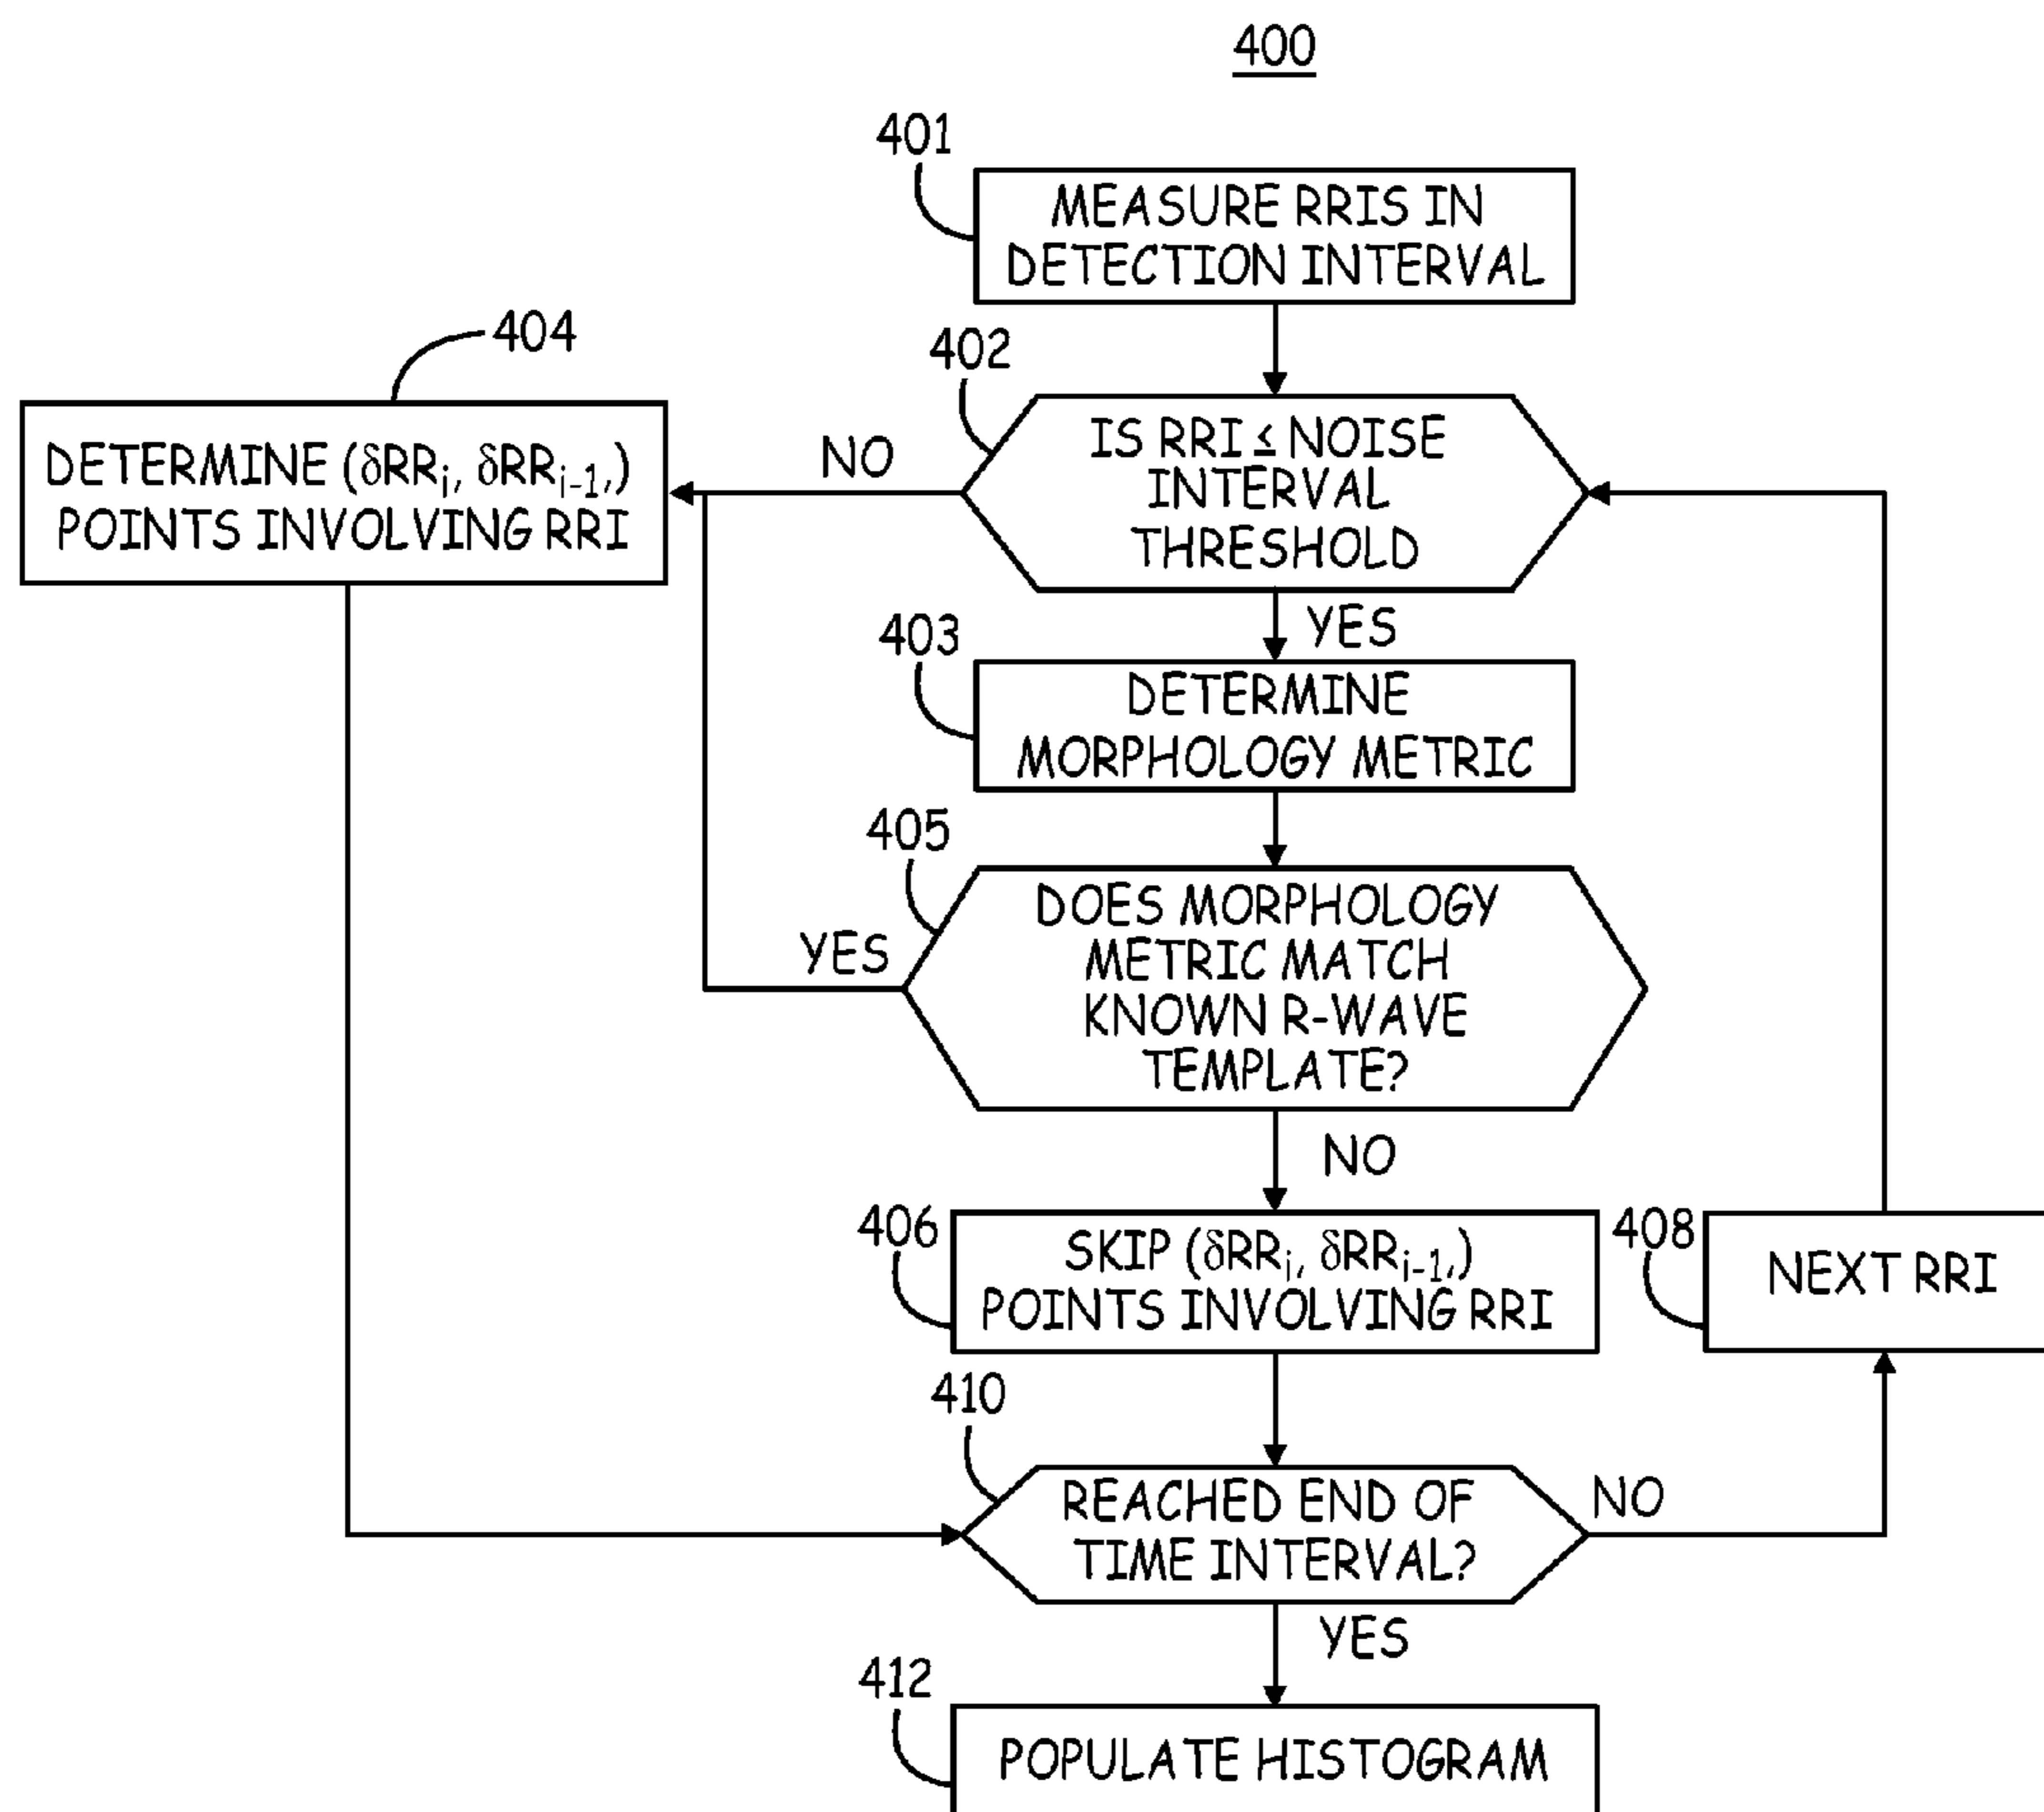 400
401
MEASURE RRIS IN
DETECTION INTERVAL
402
IS RRI ≤ NOISE
INTERVAL
THRESHOLD
NO
YES
404
DETERMINE (δRRi, δRRi-1,)
POINTS INVOLVING RRI
403
DETERMINE
MORPHOLOGY METRIC
405
DOES MORPHOLOGY
METRIC MATCH
KNOWN R-WAVE
TEMPLATE?
YES
NO
406
SKIP (δRRi, δRRi-1,)
POINTS INVOLVING RRI
408
NEXT RRI
410
REACHED END OF
TIME INTERVAL?
NO
YES
412
POPULATE HISTOGRAM